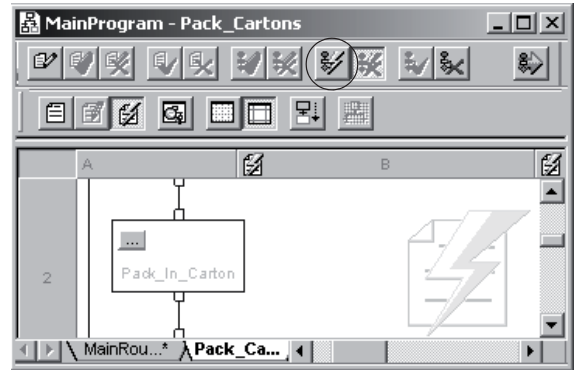 MainProgram - Pack_Cartons
A B
...
Pack_In_Carton
2
MainRou...* Pack_Ca...